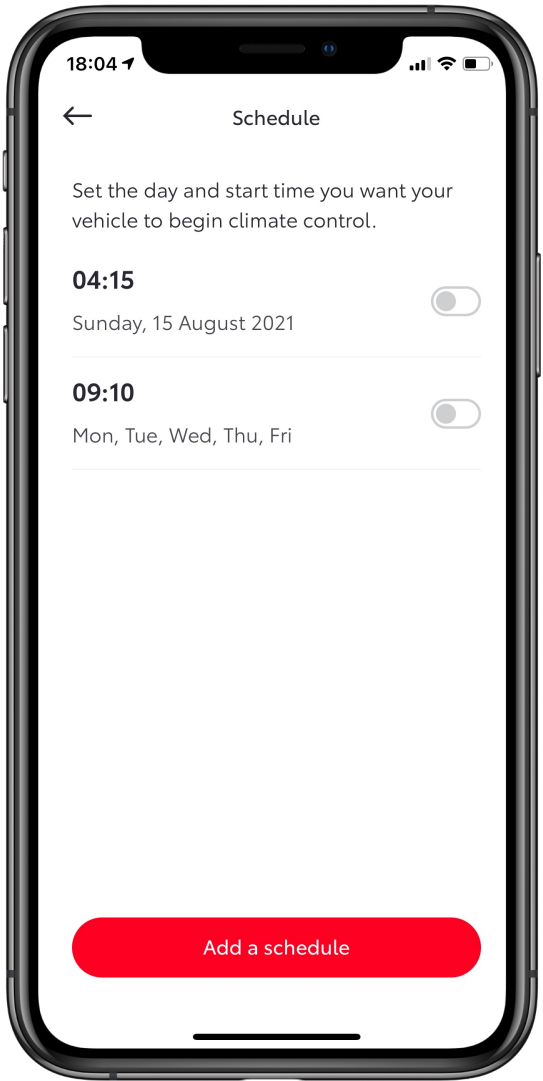 18:04
Schedule
Set the day and start time you want your
vehicle to begin climate control.
04:15
Sunday, 15 August 2021
09:10
Mon, Tue, Wed, Thu, Fri
Add a schedule